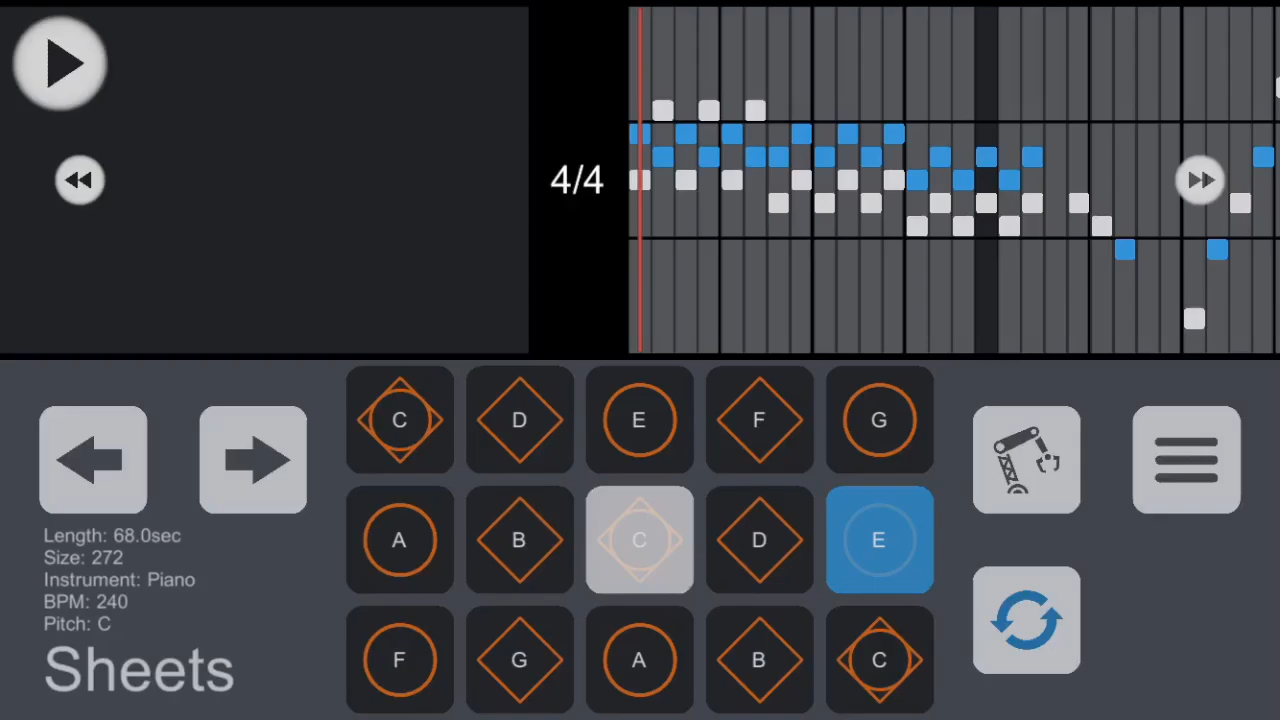 4/4
C D E F G
A B C D E
F G A B C
Length: 68.0sec
Size: 272
Instrument: Piano
BPM: 240
Pitch: C
Sheets